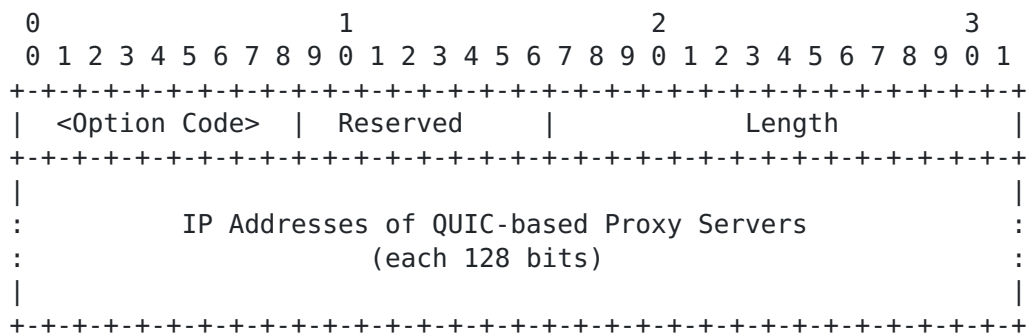 0                   1                   2                   3
 0 1 2 3 4 5 6 7 8 9 0 1 2 3 4 5 6 7 8 9 0 1 2 3 4 5 6 7 8 9 0 1
+-+-+-+-+-+-+-+-+-+-+-+-+-+-+-+-+-+-+-+-+-+-+-+-+-+-+-+-+-+-+-+-+
|  <Option Code>  |  Reserved     |            Length           |
+-+-+-+-+-+-+-+-+-+-+-+-+-+-+-+-+-+-+-+-+-+-+-+-+-+-+-+-+-+-+-+-+
|                                                               |
:          IP Addresses of QUIC-based Proxy Servers             :
:                      (each 128 bits)                          :
|                                                               |
+-+-+-+-+-+-+-+-+-+-+-+-+-+-+-+-+-+-+-+-+-+-+-+-+-+-+-+-+-+-+-+-+